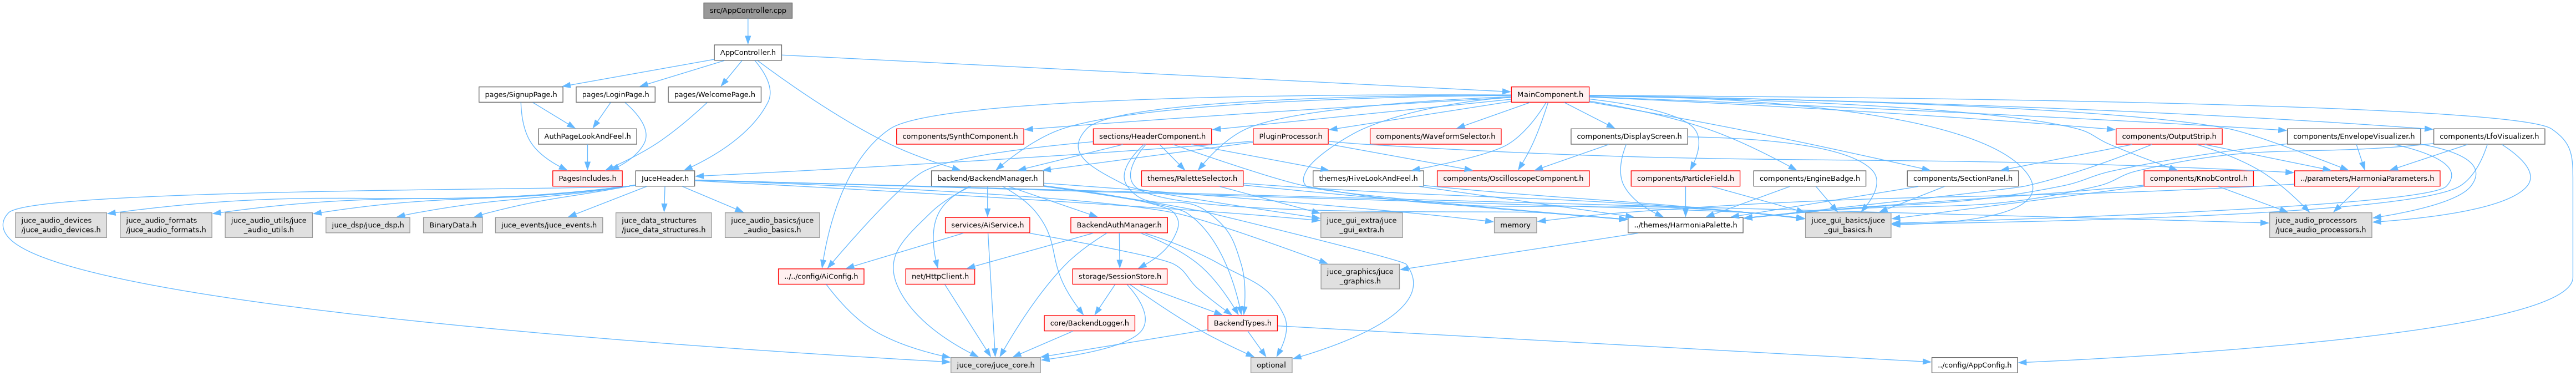 src/AppController.cpp
AppController.h
pages/SignupPage.h
pages/LoginPage.h
pages/WelcomePage.h
MainComponent.h
AuthPageLookAndFeel.h
components/SynthComponent.h
sections/HeaderComponent.h
PluginProcessor.h
components/WaveformSelector.h
components/DisplayScreen.h
components/OutputStrip.h
components/EnvelopeVisualizer.h
components/LfoVisualizer.h
PagesIncludes.h
JuceHeader.h
backend/BackendManager.h
themes/PaletteSelector.h
themes/HiveLookAndFeel.h
components/OscilloscopeComponent.h
components/ParticleField.h
components/EngineBadge.h
components/SectionPanel.h
components/KnobControl.h
../parameters/HarmoniaParameters.h
juce_audio_devices
/juce_audio_devices.h
juce_audio_formats
/juce_audio_formats.h
juce_audio_utils/juce
_audio_utils.h
juce_dsp/juce_dsp.h
BinaryData.h
juce_events/juce_events.h
juce_data_structures
/juce_data_structures.h
juce_audio_basics/juce
_audio_basics.h
services/AiService.h
BackendAuthManager.h
juce_gui_extra/juce
_gui_extra.h
memory
../themes/HarmoniaPalette.h
juce_gui_basics/juce
_gui_basics.h
juce_audio_processors
/juce_audio_processors.h
../../config/AiConfig.h
net/HttpClient.h
storage/SessionStore.h
juce_graphics/juce
_graphics.h
core/BackendLogger.h
BackendTypes.h
juce_core/juce_core.h
optional
../config/AppConfig.h